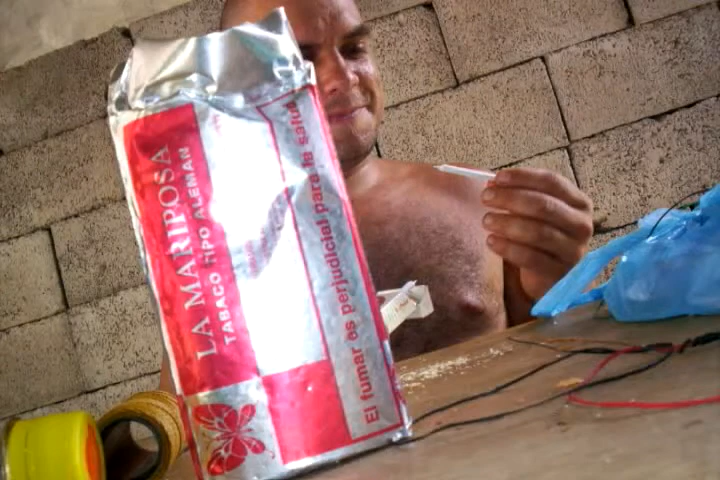 LA MARIPOSA
TABACO TIPO ALEMAN
El fumar es perjudicial para la salud